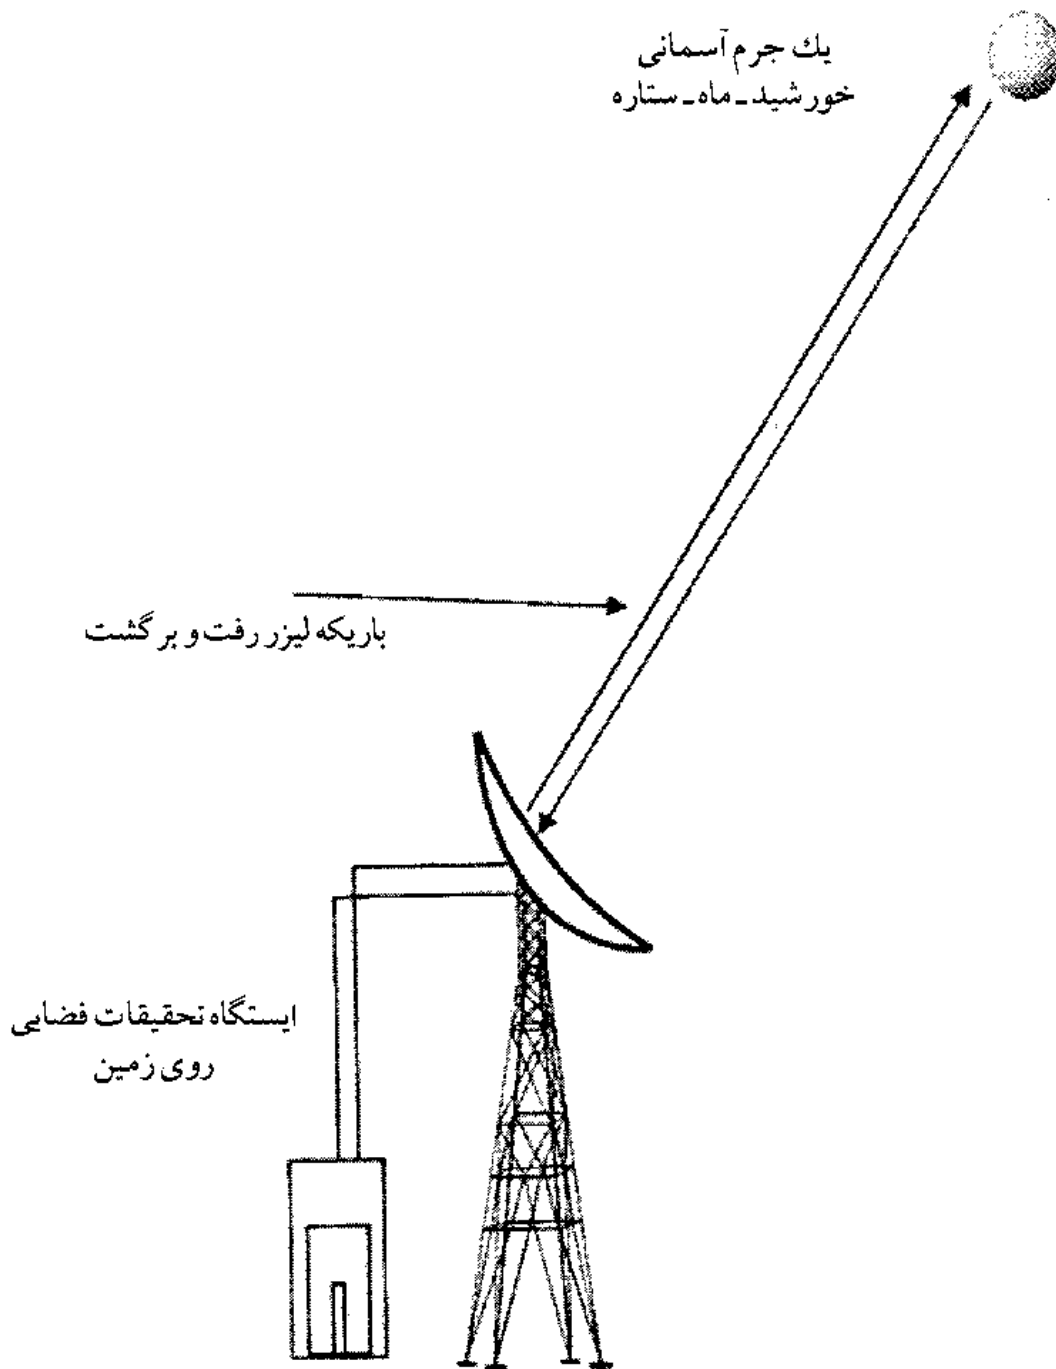 یك جرم آسمانی
خورشید ـ ماه ـ ستاره
باریکه لیزر رفت و برگشت
ایستگاه تحقیقات فضایی
روی زمین